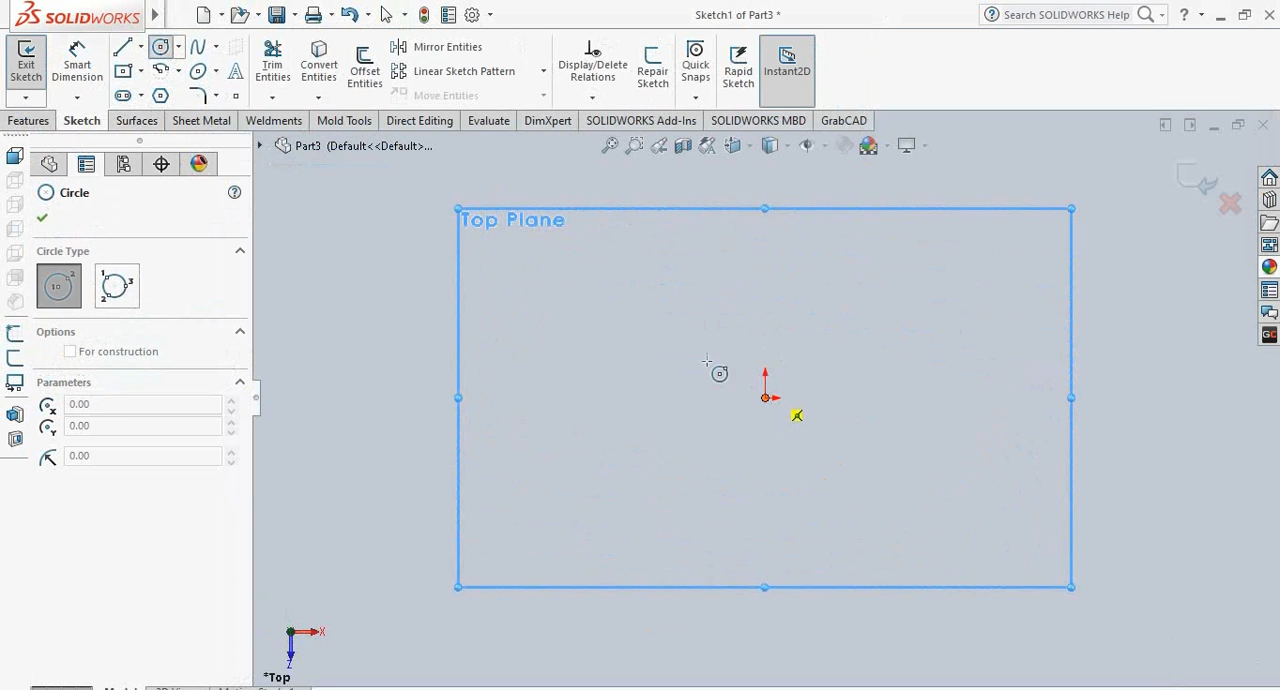 SOLIDWORKS
Sketch1 of Part3 *
Search SOLIDWORKS Help
?
Exit Sketch
Smart Dimension
Trim Entities
Convert Entities
Offset Entities
Mirror Entities
Linear Sketch Pattern
Move Entities
Display/Delete Relations
Repair Sketch
Quick Snaps
Rapid Sketch
Instant2D
Features
Sketch
Surfaces
Sheet Metal
Weldments
Mold Tools
Direct Editing
Evaluate
DimXpert
SOLIDWORKS Add-Ins
SOLIDWORKS MBD
GrabCAD
Part3 (Default<<Default>...
Circle
?
Circle Type
Options
For construction
Parameters
0.00
0.00
0.00
Top Plane
X
Z
*Top
GC